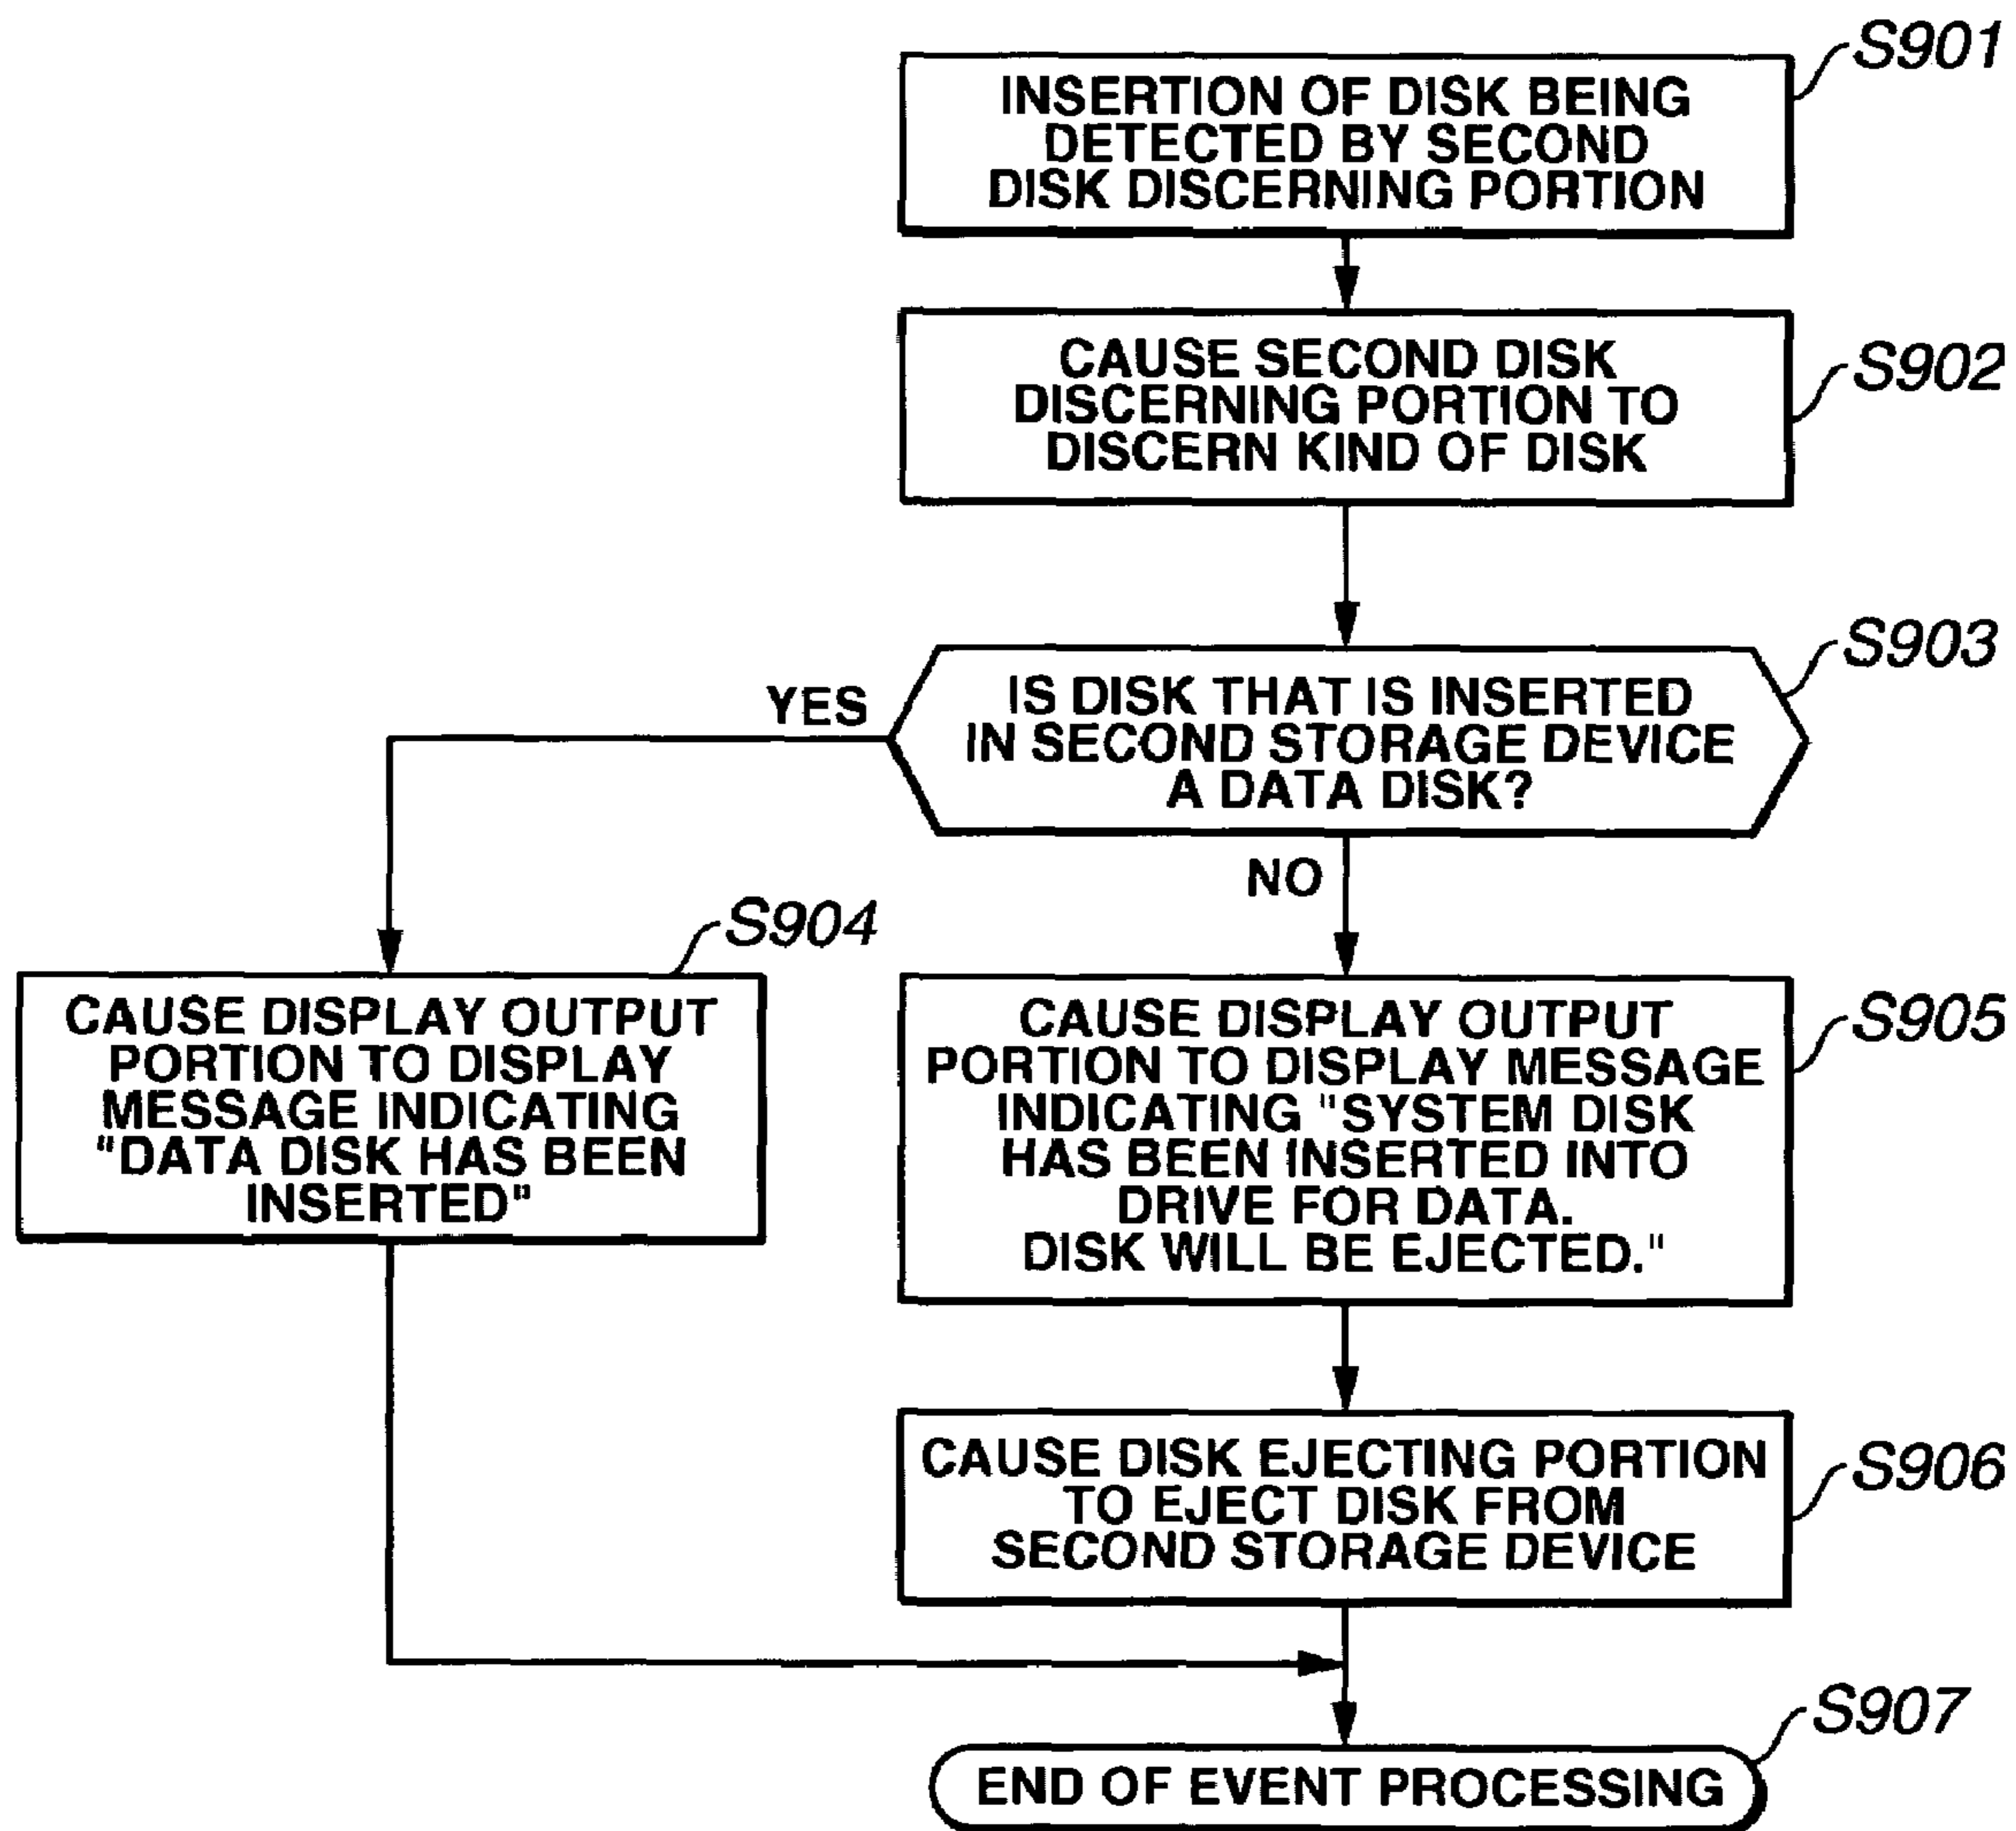 S901
INSERTION OF DISK BEING
DETECTED BY SECOND
DISK DISCERNING PORTION
S902
CAUSE SECOND DISK
DISCERNING PORTION TO
DISCERN KIND OF DISK
S903
IS DISK THAT IS INSERTED
IN SECOND STORAGE DEVICE
A DATA DISK?
YES
NO
S904
CAUSE DISPLAY OUTPUT
PORTION TO DISPLAY
MESSAGE INDICATING
"DATA DISK HAS BEEN
INSERTED"
S905
CAUSE DISPLAY OUTPUT
PORTION TO DISPLAY MESSAGE
INDICATING "SYSTEM DISK
HAS BEEN INSERTED INTO
DRIVE FOR DATA.
DISK WILL BE EJECTED."
S906
CAUSE DISK EJECTING PORTION
TO EJECT DISK FROM
SECOND STORAGE DEVICE
S907
END OF EVENT PROCESSING